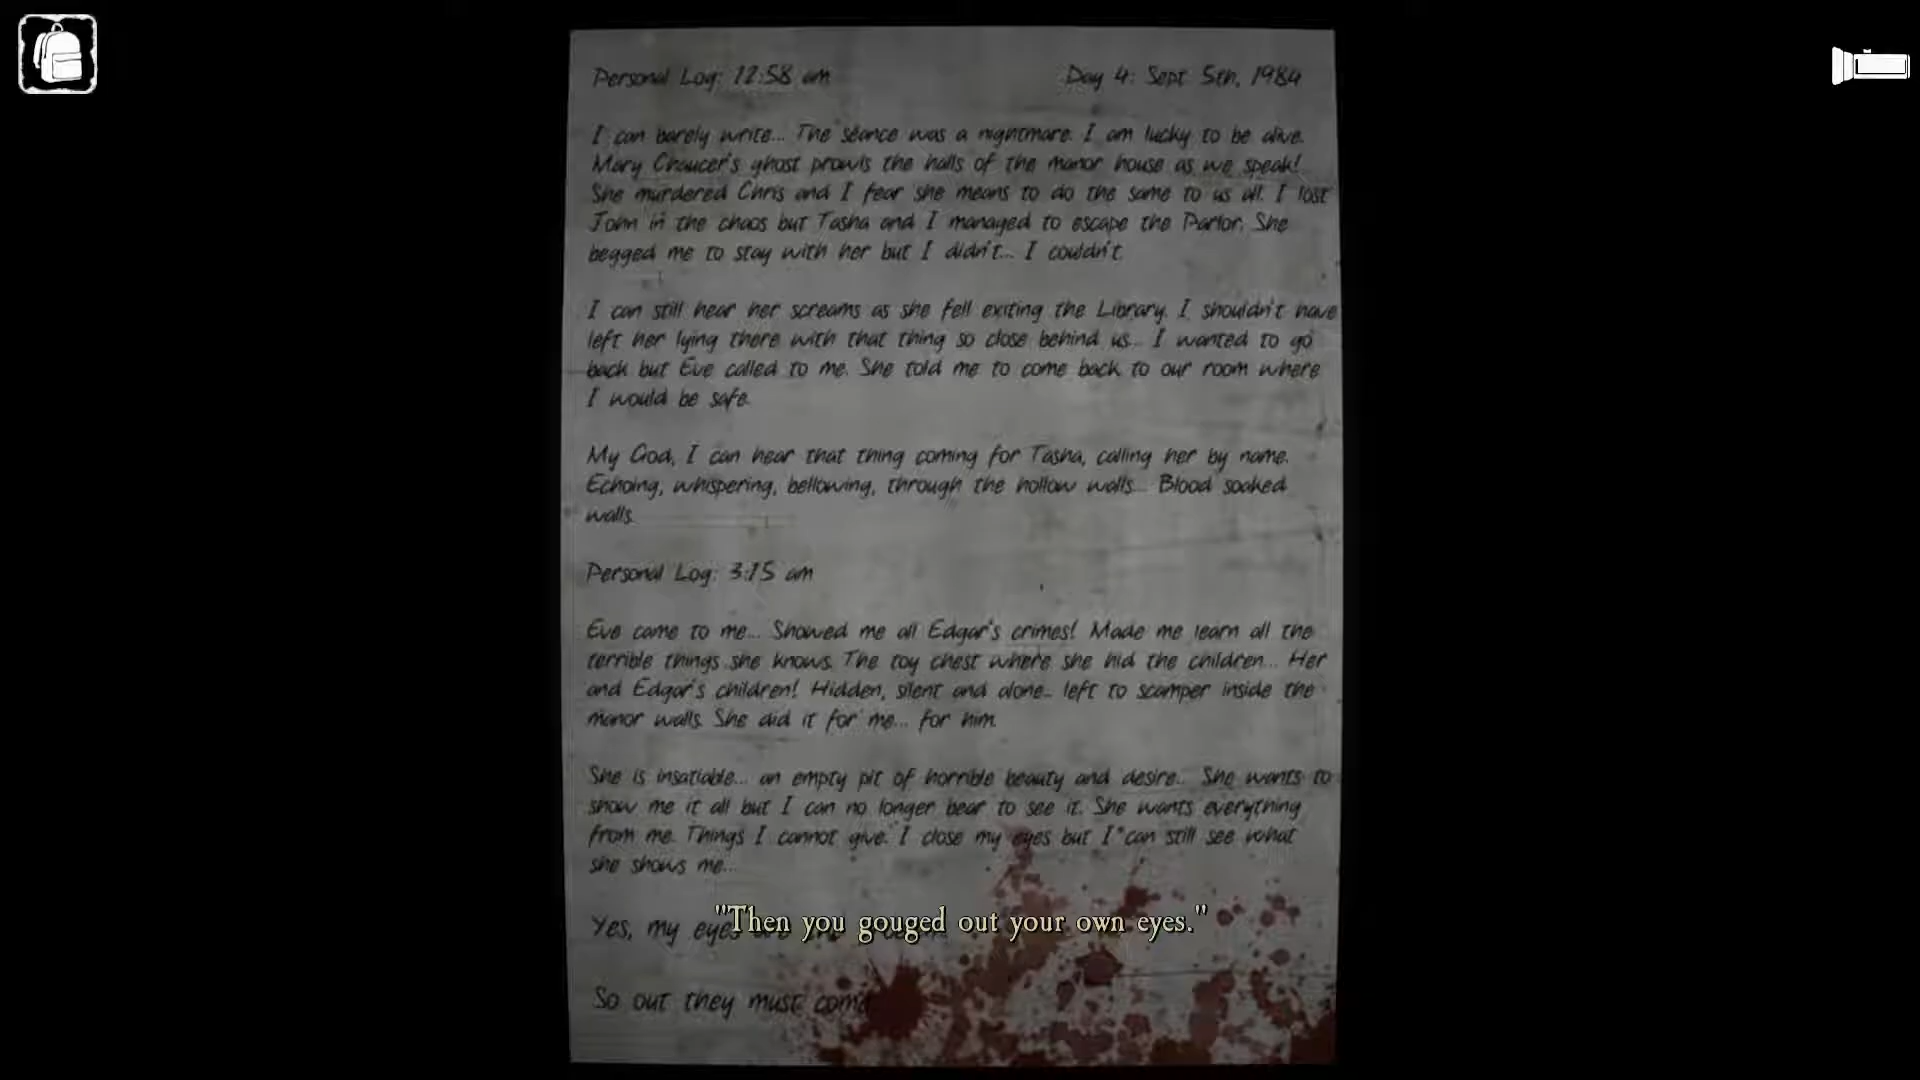 Personal Log: 12:58 am
Day 4: Sept 5th, 1984
I can barely write... The séance was a nightmare. I am lucky to be alive.
Mary Chaucer's ghost prowls the halls of the manor house as we speak!
She murdered Chris and I fear she means to do the same to us all. I lost
John in the chaos but Tasha and I managed to escape the Parlor. She
begged me to stay with her but I didn't... I couldn't.
I can still hear her screams as she fell exiting the Library. I shouldn't have
left her lying there with that thing so close behind us... I wanted to go
back but Eve called to me. She told me to come back to our room where
I would be safe.
My God, I can hear that thing coming for Tasha, calling her by name.
Echoing, whispering, bellowing, through the hollow walls... Blood soaked
walls.
Personal Log: 3:15 am
Eve came to me... Showed me all Edgar's crimes! Made me learn all the
terrible things she knows. The toy chest where she hid the children... Her
and Edgar's children! Hidden, silent and alone... left to scamper inside the
manor walls. She did it for me... for him.
She is insatiable... an empty pit of horrible beauty and desire... She wants to
show me it all but I can no longer bear to see it. She wants everything
from me. Things I cannot give. I close my eyes but I can still see what
she shows me...
Yes, my eyes
"Then you gouged out your own eyes."
So out they must come